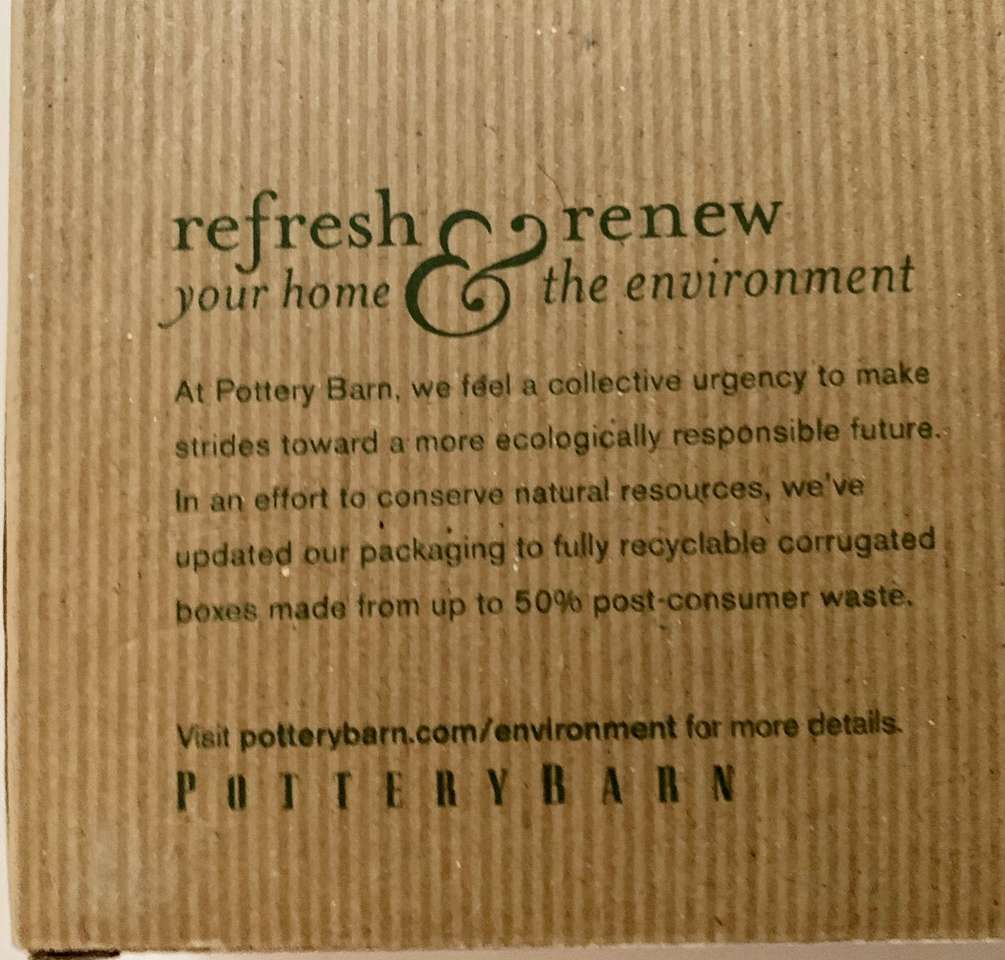 refresh & renew
your home the environment
At Pottery Barn, we feel a collective urgency to make
strides toward a more ecologically responsible future.
In an effort to conserve natural resources, we've
updated our packaging to fully recyclable corrugated
boxes made from up to 50% post-consumer waste.
Visit potterybarn.com/environment for more details.
POTTERYBARN